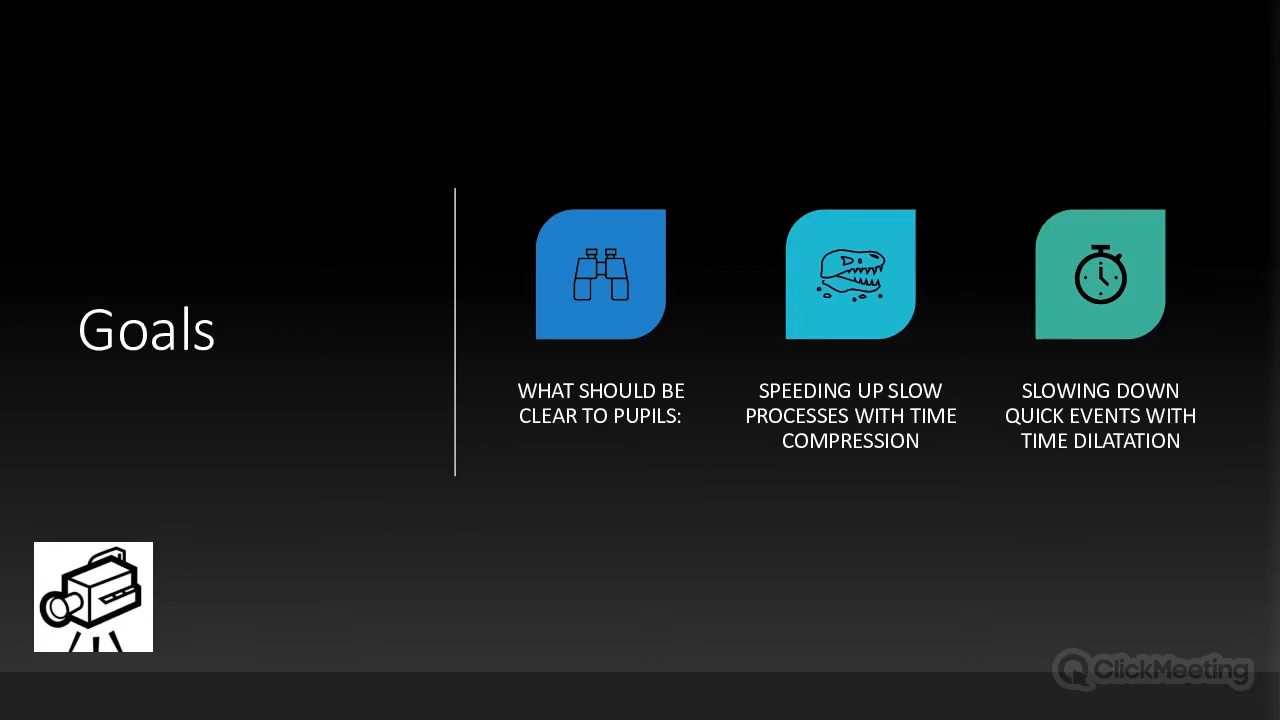 Goals
WHAT SHOULD BE
CLEAR TO PUPILS:
SPEEDING UP SLOW
PROCESSES WITH TIME
COMPRESSION
SLOWING DOWN
QUICK EVENTS WITH
TIME DILATATION
ClickMeeting